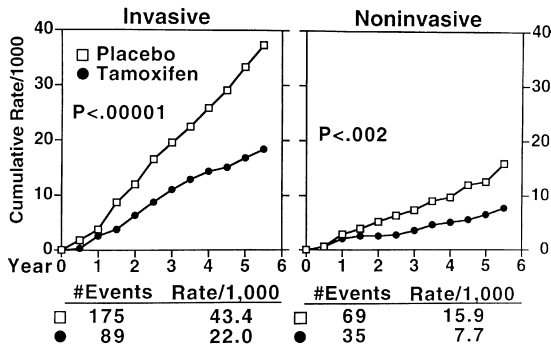 Invasive
Noninvasive
Cumulative Rate/1000
40
30
20
10
0
Placebo
Tamoxifen
P<.00001
P<.002
40
30
20
10
0
Year 0 1 2 3 4 5 6
0 1 2 3 4 5 6
#Events Rate/1,000
175 43.4
89 22.0
#Events Rate/1,000
69 15.9
35 7.7